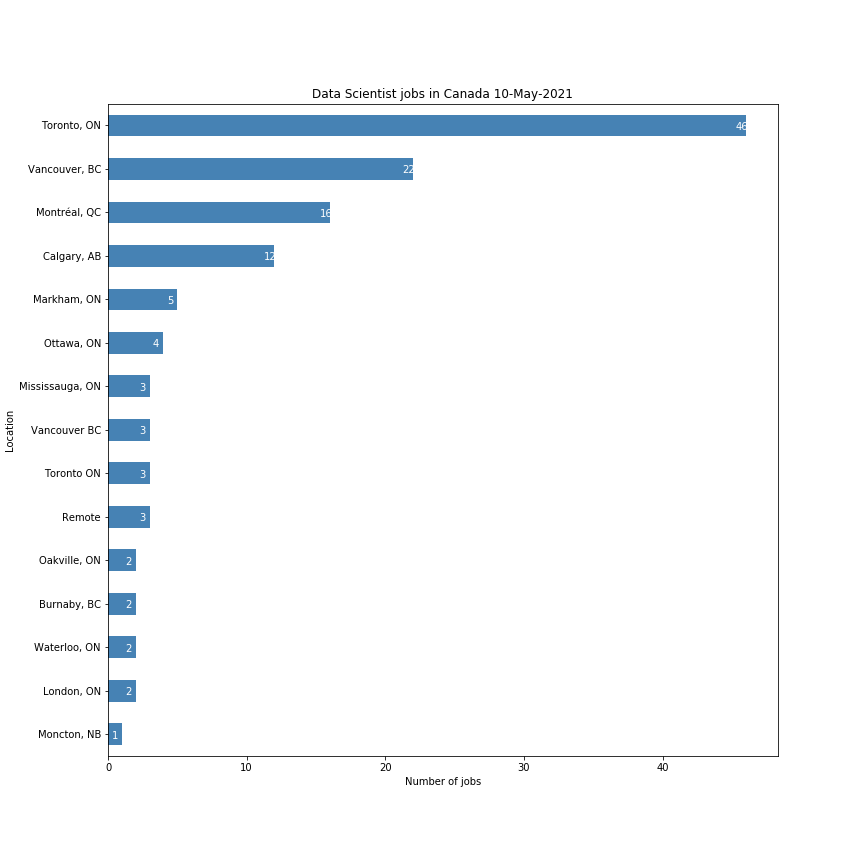 Data Scientist jobs in Canada 10-May-2021
Toronto, ON 46
Vancouver, BC 22
Montréal, QC 16
Calgary, AB 12
Markham, ON 5
Ottawa, ON 4
Mississauga, ON 3
Vancouver BC 3
Toronto ON 3
Remote 3
Oakville, ON 2
Burnaby, BC 2
Waterloo, ON 2
London, ON 2
Moncton, NB 1
Location
0 10 20 30 40
Number of jobs